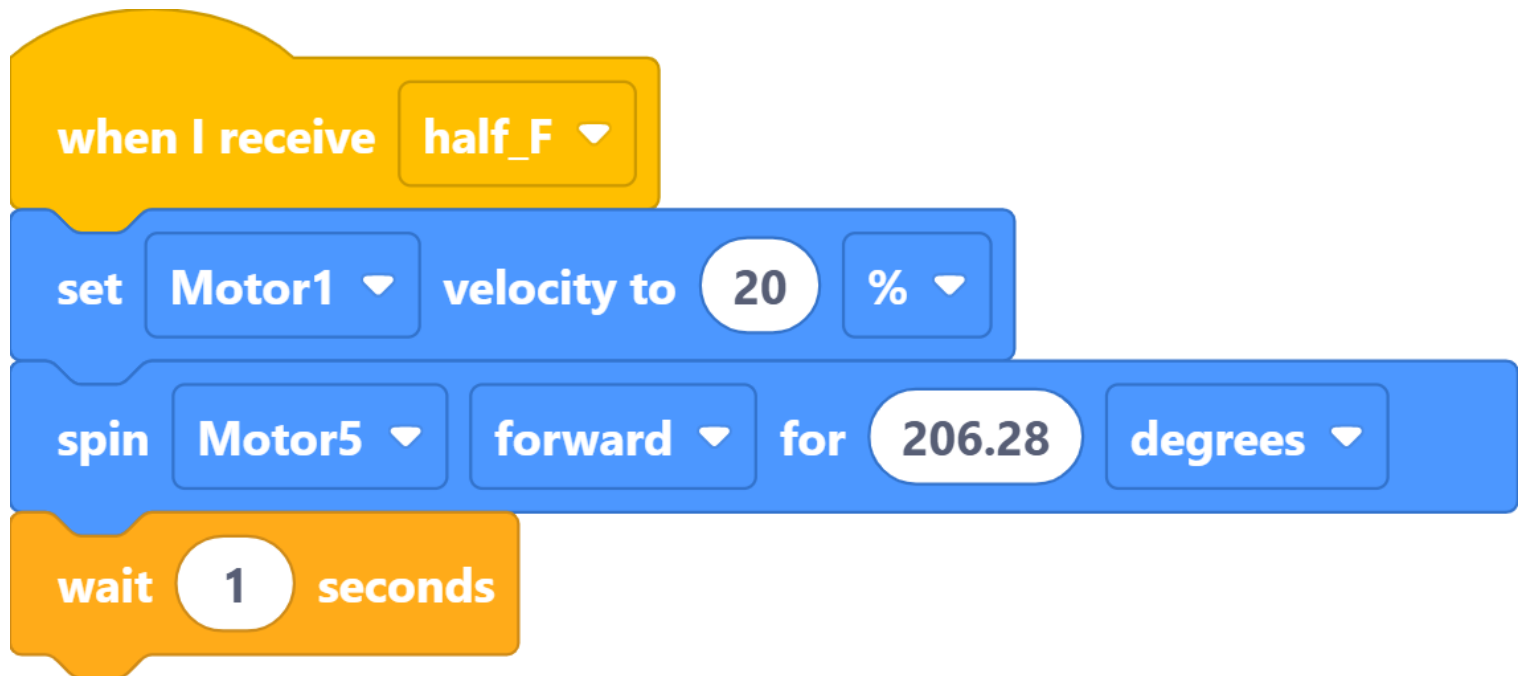 when I receive half_F
set Motor1 velocity to 20 %
spin Motor5 forward for 206.28 degrees
wait 1 seconds